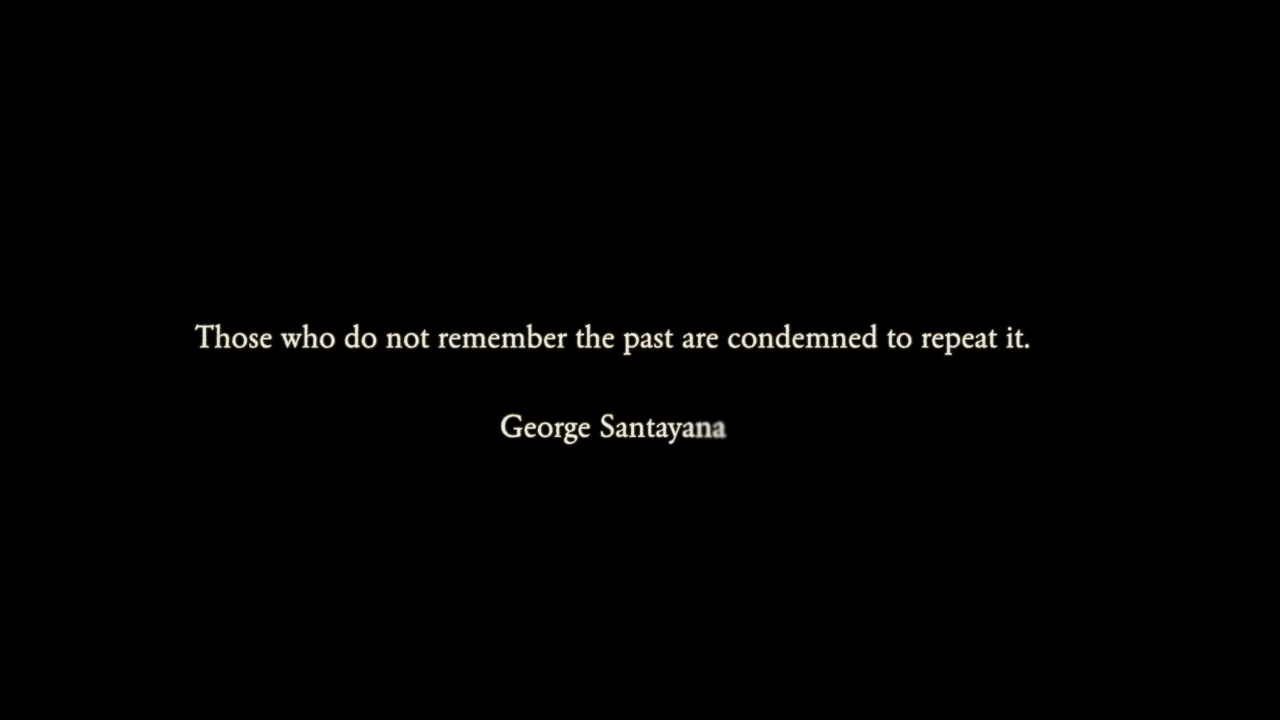 Those who do not remember the past are condemned to repeat it.
George Santayana